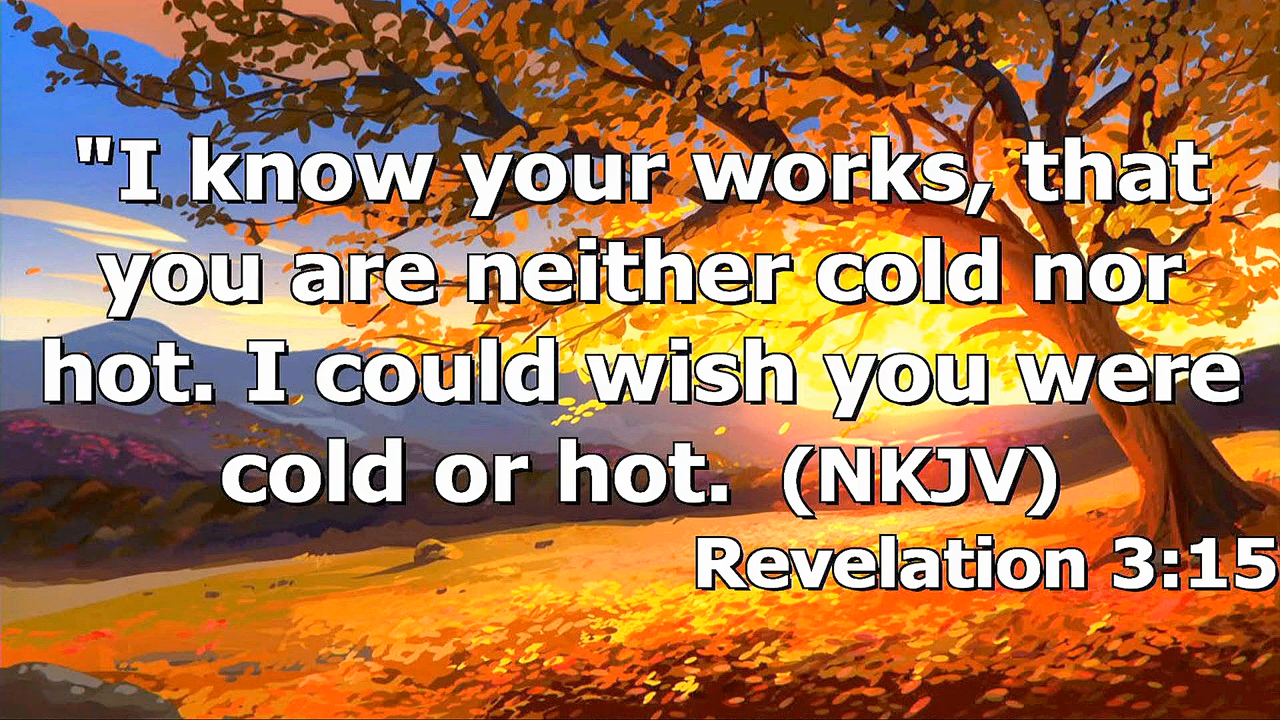 "I know your works, that
you are neither cold nor
hot. I could wish you were
cold or hot.  (NKJV)
Revelation 3:15